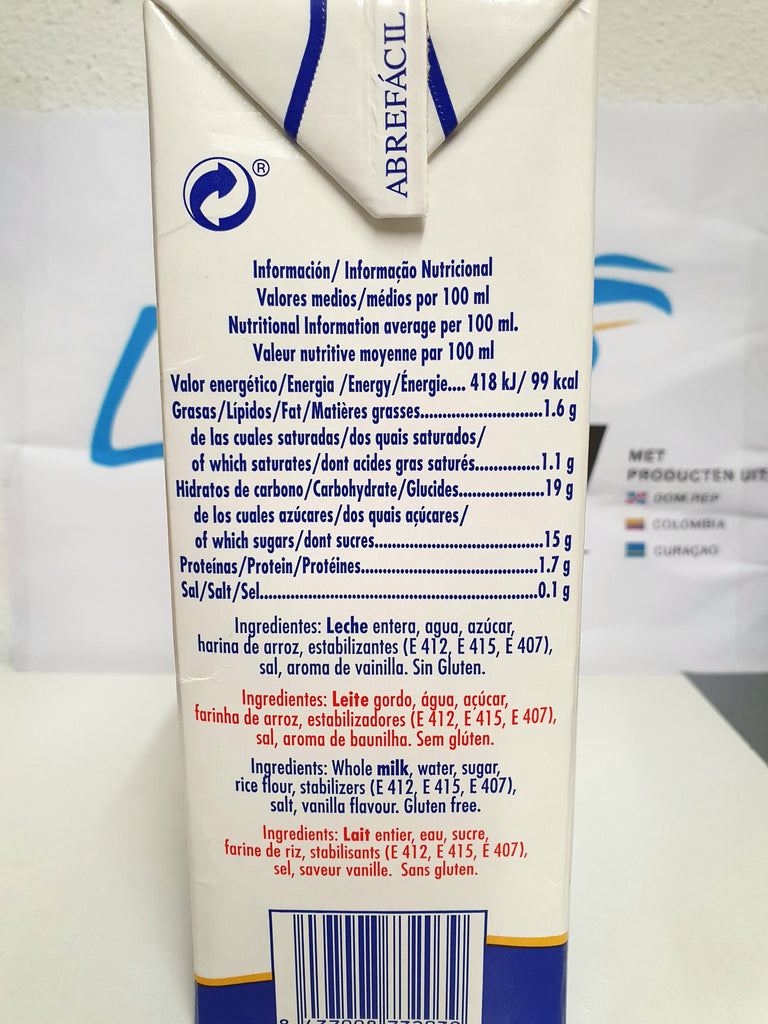 ABREFÁCIL
®
Información/ Informação Nutricional
Valores medios/médios por 100 ml
Nutritional Information average per 100 ml.
Valeur nutritive moyenne par 100 ml
Valor energético/Energia /Energy/Énergie.... 418 kJ/ 99 kcal
Grasas/Lípidos/Fat/Matières grasses............................1.6 g
de las cuales saturadas/dos quais saturados/
of which saturates/dont acides gras saturés...............1.1 g
Hidratos de carbono/Carbohydrate/Glucides....................19 g
de los cuales azúcares/dos quais açúcares/
of which sugars/dont sucres.......................................15 g
Proteínas/Protein/Protéines.........................................1.7 g
Sal/Salt/Sel................................................................0.1 g
Ingredientes: Leche entera, agua, azúcar,
harina de arroz, estabilizantes (E 412, E 415, E 407),
sal, aroma de vainilla. Sin Gluten.
Ingredientes: Leite gordo, água, açúcar,
farinha de arroz, estabilizadores (E 412, E 415, E 407),
sal, aroma de baunilha. Sem glúten.
Ingredients: Whole milk, water, sugar,
rice flour, stabilizers (E 412, E 415, E 407),
salt, vanilla flavour. Gluten free.
Ingredients: Lait entier, eau, sucre,
farine de riz, stabilisants (E 412, E 415, E 407),
sel, saveur vanille. Sans gluten.
MET
PRODUCTEN UIT
DOM.REP
COLOMBIA
CURAÇAO